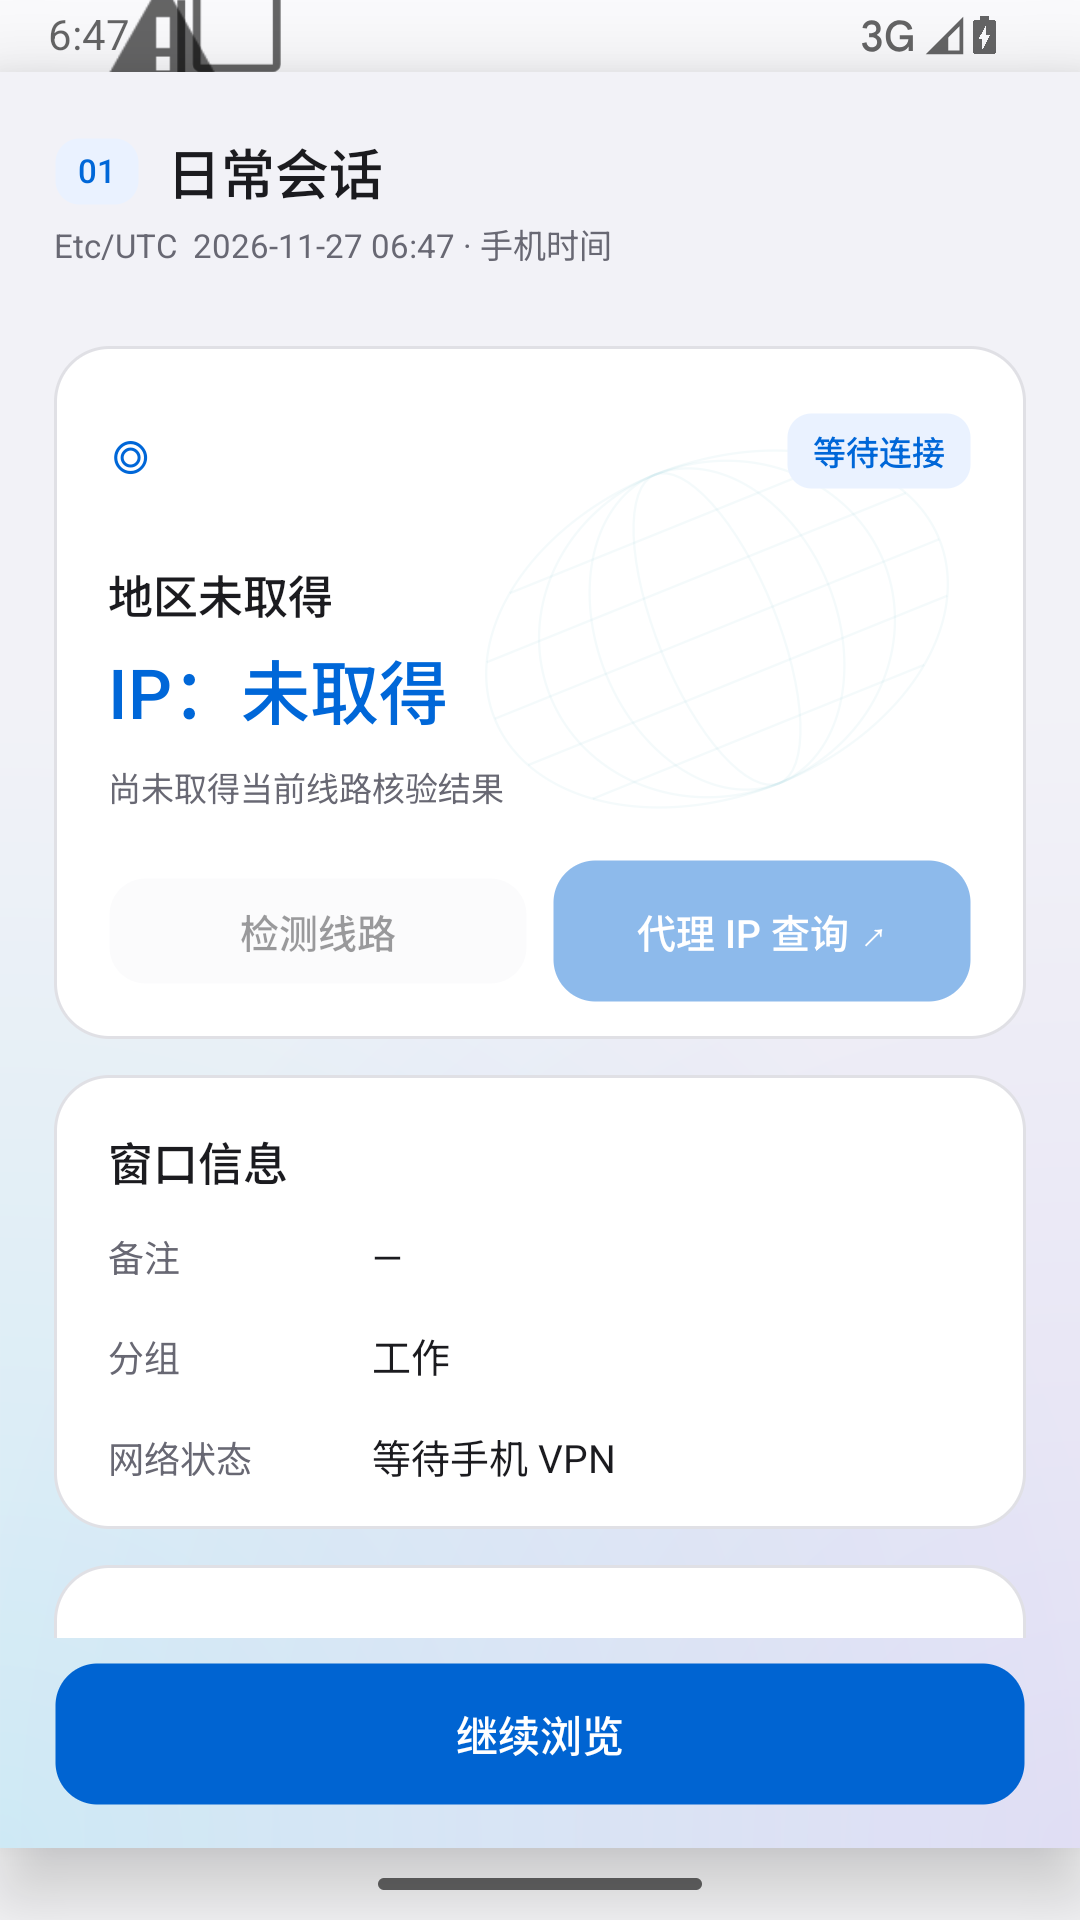 6:47
3G
01 日常会话
Etc/UTC 2026-11-27 06:47 · 手机时间
等待连接
地区未取得
IP：未取得
尚未取得当前线路核验结果
检测线路
代理 IP 查询 ↗
窗口信息
备注 —
分组 工作
网络状态 等待手机 VPN
继续浏览